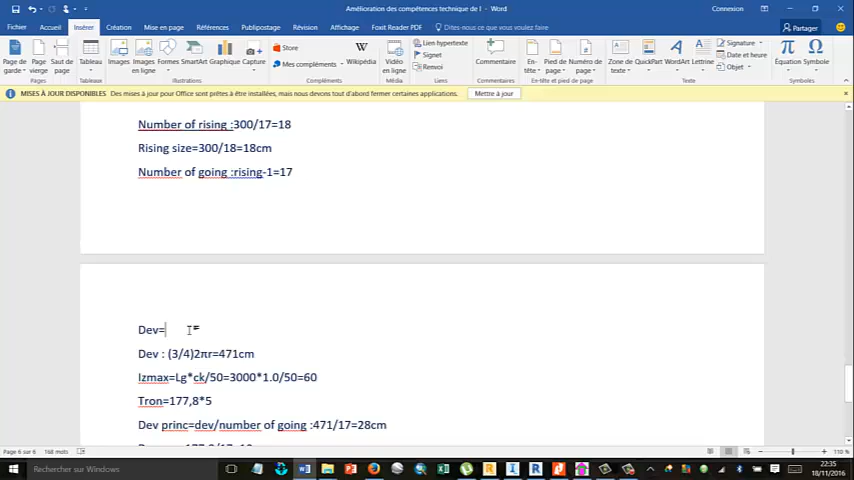 Amélioration des compétences technique de l - Word
Connexion
Fichier Accueil Insérer Création Mise en page Références Publipostage Révision Affichage Foxit Reader PDF Dites-nous ce que vous voulez faire Partager
Page de garde Page vierge Saut de page Tableau Images Images en ligne Formes SmartArt Graphique Capture Store Mes compléments Wikipédia Vidéo en ligne Lien hypertexte Signet Renvoi Commentaire En-tête Pied de page Numéro de page Zone de texte QuickPart WordArt Lettrine Signature Date et heure Objet Équation Symbole
Pages Tableaux Illustrations Compléments Média Liens Commentaires En-tête et pied de page Texte Symboles
MISES À JOUR DISPONIBLES Des mises à jour pour Office sont prêtes à être installées, mais nous devons tout d'abord fermer certaines applications. Mettre à jour
Number of rising :300/17=18
Rising size=300/18=18cm
Number of going :rising-1=17
Dev=
Dev : (3/4)2πr=471cm
Izmax=Lg*ck/50=3000*1.0/50=60
Tron=177,8*5
Dev princ=dev/number of going :471/17=28cm
Page 6 sur 6 168 mots 110 %
Rechercher sur Windows
22:35
18/11/2016